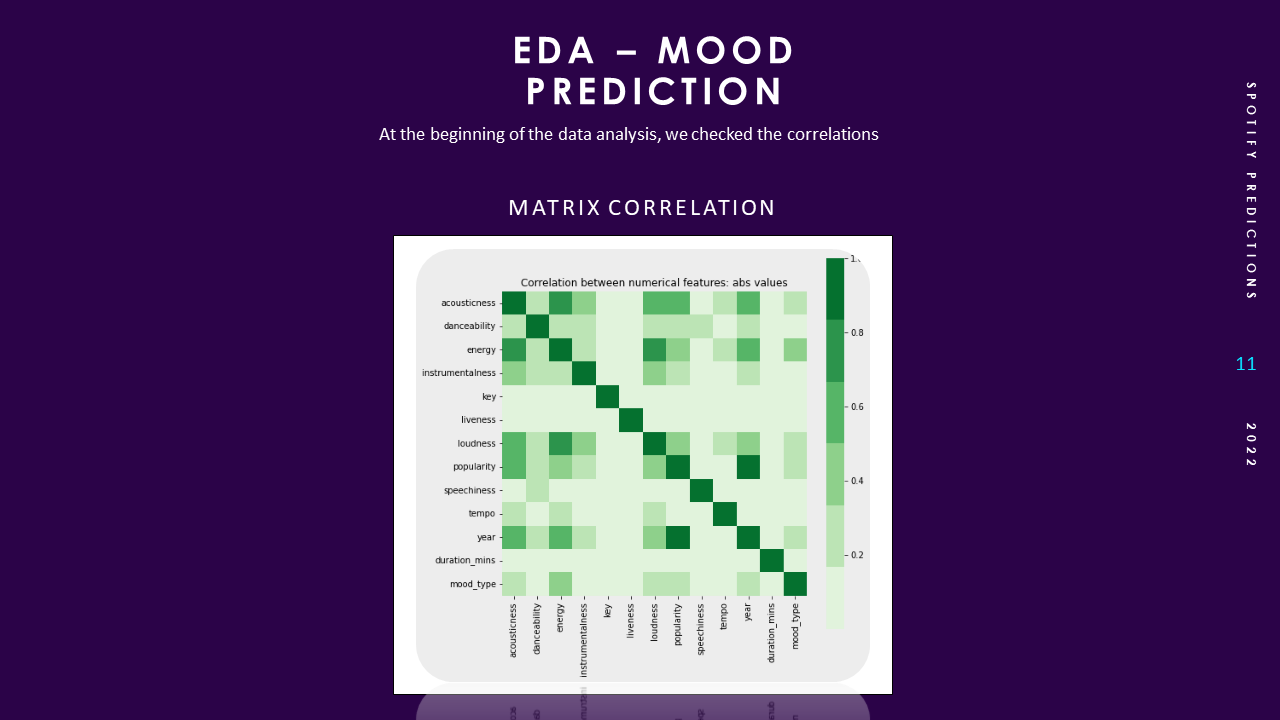 EDA – MOOD
PREDICTION
At the beginning of the data analysis, we checked the correlations
MATRIX CORRELATION
Correlation between numerical features: abs values
acousticness
danceability
energy
instrumentalness
key
liveness
loudness
popularity
speechiness
tempo
year
duration_mins
mood_type
acousticness
danceability
energy
instrumentalness
key
liveness
loudness
popularity
speechiness
tempo
year
duration_mins
mood_type
0.8
0.6
0.4
0.2
SPOTIFY PREDICTIONS
11
2022